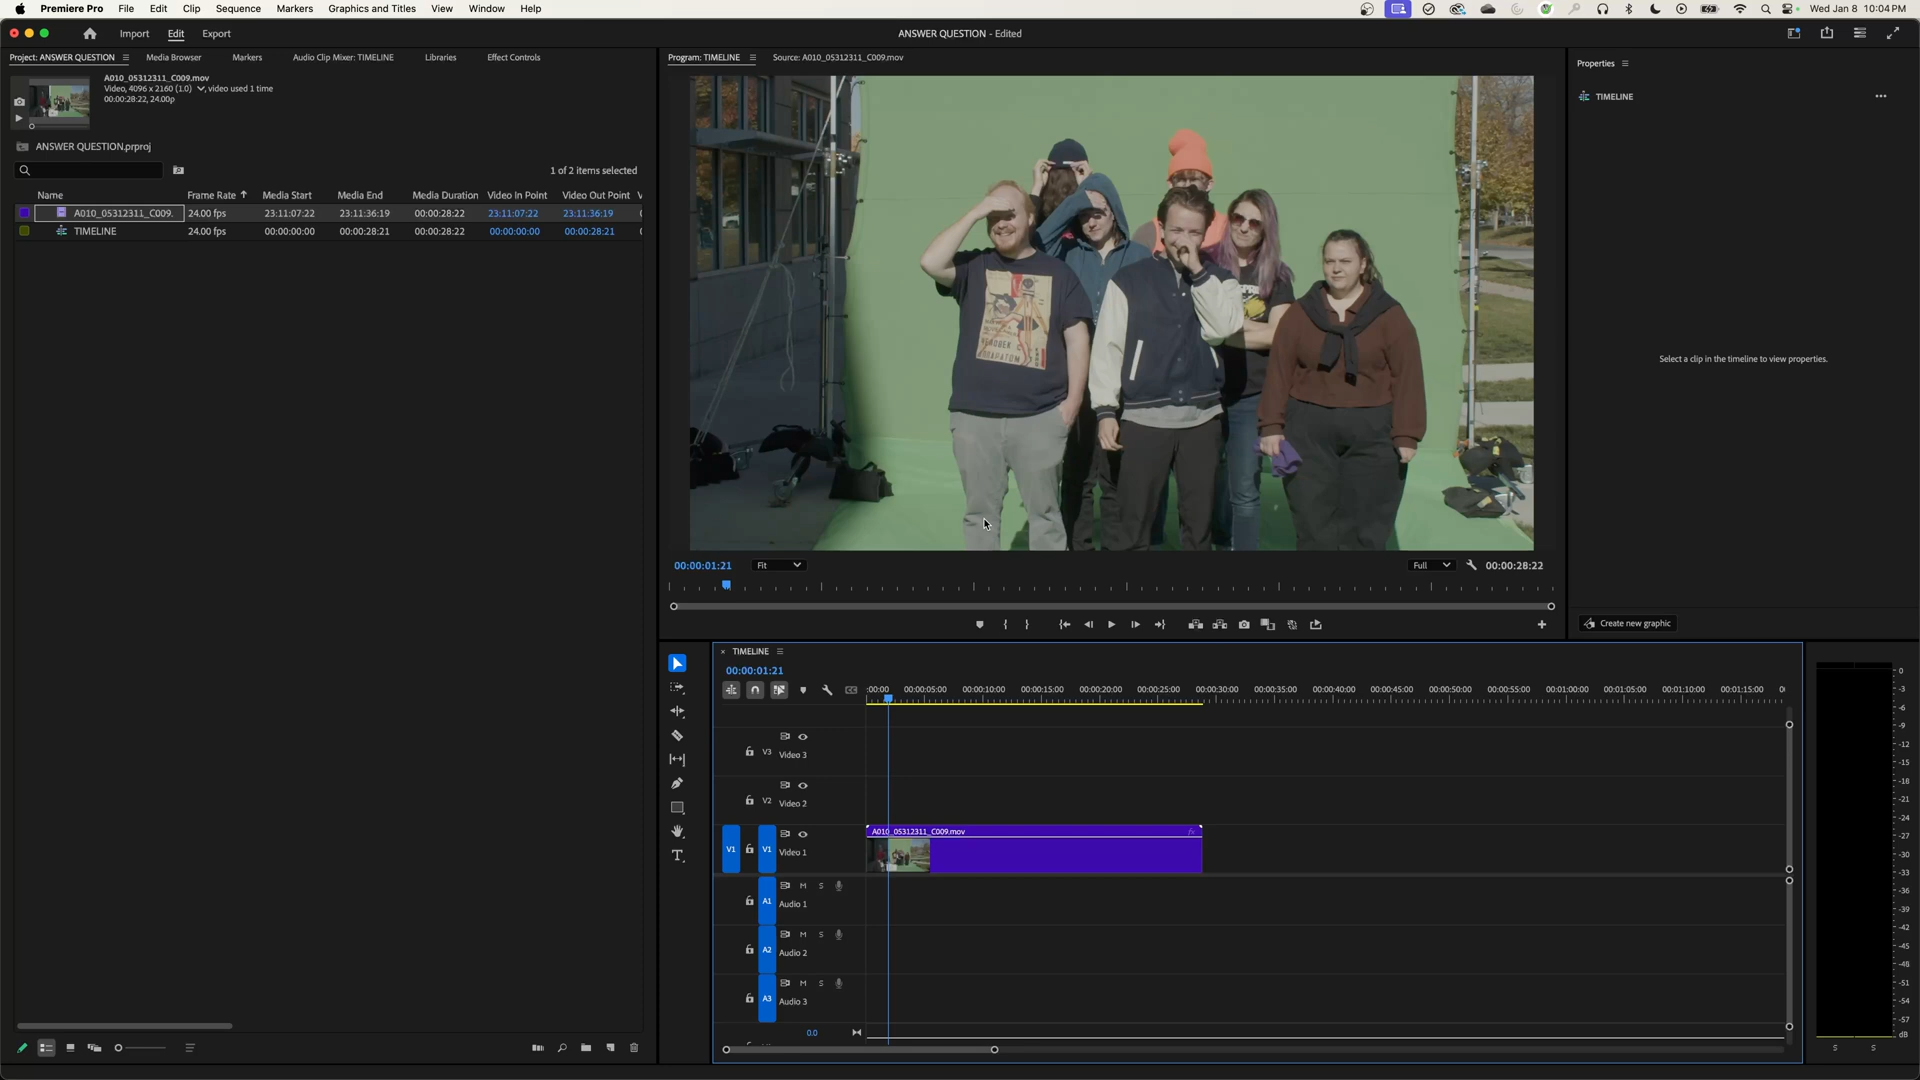 Premiere Pro File Edit Clip Sequence Markers Graphics and Titles View Window Help Wed Jan 8 10:04PM
Import Edit Export ANSWER QUESTION - Edited
Project: ANSWER QUESTION Media Browser Markers Audio Clip Mixer: TIMELINE Libraries Effect Controls
A010_05312311_C009.mov
Video, 4096 x 2160 (1.0) , video used 1 time
00:00:28:22, 24.00p
ANSWER QUESTION.prproj
1 of 2 items selected
Name Frame Rate Media Start Media End Media Duration Video In Point Video Out Point V
A010_05312311_C009. 24.00 fps 23:11:07:22 23:11:36:19 00:00:28:22 23:11:07:22 23:11:36:19
TIMELINE 24.00 fps 00:00:00:00 00:00:28:21 00:00:28:22 00:00:00:00 00:00:28:21
Program: TIMELINE Source: A010_05312311_C009.mov
00:00:01:21 Fit Full 00:00:28:22
Properties
TIMELINE
Select a clip in the timeline to view properties.
Create new graphic
× TIMELINE
00:00:01:21
:00:00 00:00:05:00 00:00:10:00 00:00:15:00 00:00:20:00 00:00:25:00 00:00:30:00 00:00:35:00 00:00:40:00 00:00:45:00 00:00:50:00 00:00:55:00 00:01:00:00 00:01:05:00 00:01:10:00 00:01:15:00
V3 Video 3
V2 Video 2
V1 V1 Video 1
A010_05312311_C009.mov fx
M S
A1 Audio 1
M S
A2 Audio 2
M S
A3 Audio 3
0.0
0
-3
-6
-9
-12
-15
-18
-21
-24
-27
-30
-33
-36
-39
-42
-45
-48
-51
-54
-57
dB
S S